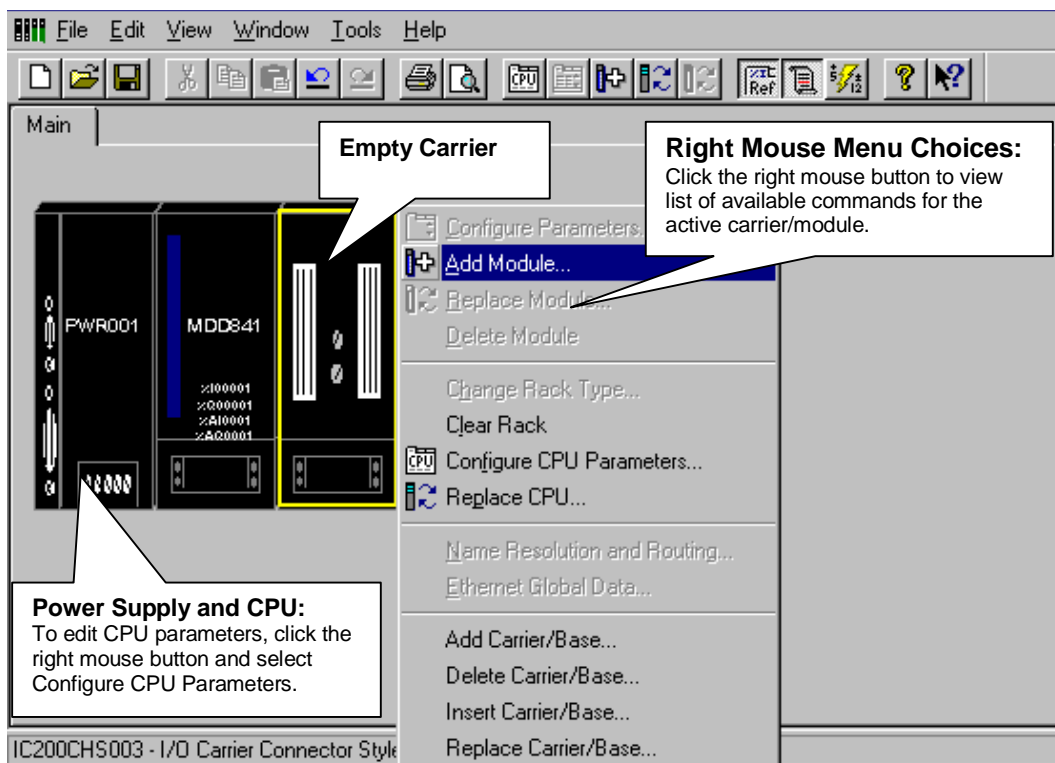 File Edit View Window Tools Help
CPU
Ref
Main
Empty Carrier
Right Mouse Menu Choices:
Click the right mouse button to view
list of available commands for the
active carrier/module.
Configure Parameters
Add Module...
Replace Module...
Delete Module
Change Rack Type...
Clear Rack
CPU Configure CPU Parameters...
Replace CPU...
Name Resolution and Routing...
Ethernet Global Data...
Add Carrier/Base...
Delete Carrier/Base...
Insert Carrier/Base...
Replace Carrier/Base...
PWR001
MDD841
%I00001
%Q00001
%AI0001
%AQ0001
Power Supply and CPU:
To edit CPU parameters, click the
right mouse button and select
Configure CPU Parameters.
IC200CHS003 - I/O Carrier Connector Style